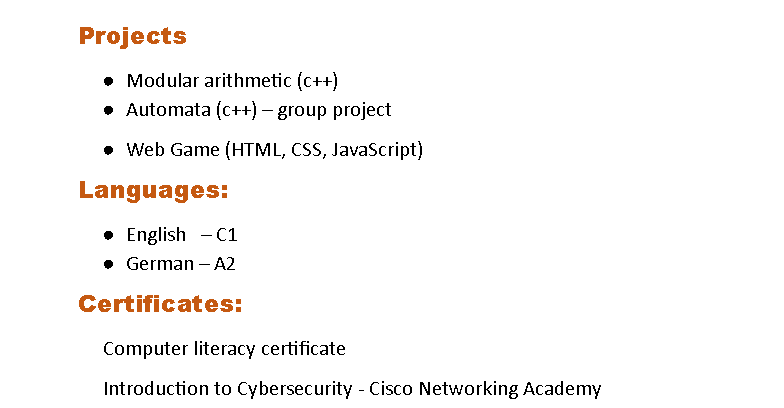 Projects
● Modular arithmetic (c++)
● Automata (c++) – group project
● Web Game (HTML, CSS, JavaScript)
Languages:
● English – C1
● German – A2
Certificates:
Computer literacy certificate
Introduction to Cybersecurity - Cisco Networking Academy